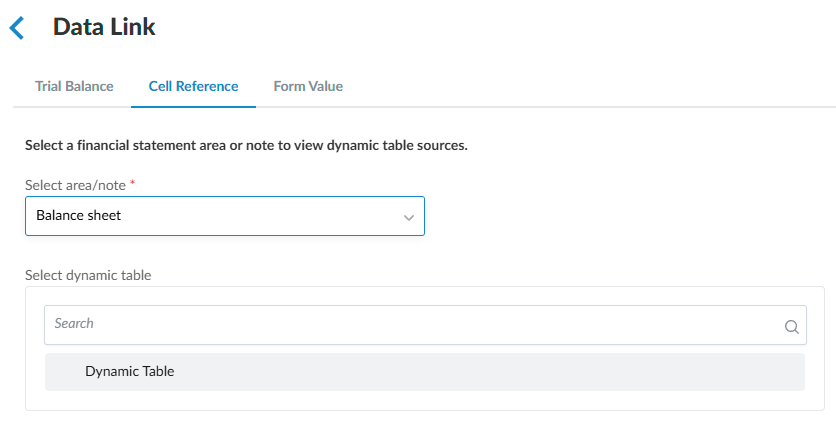 Data Link
Trial Balance Cell Reference Form Value
Select a financial statement area or note to view dynamic table sources.
Select area/note *
Balance sheet
Select dynamic table
Search
Dynamic Table